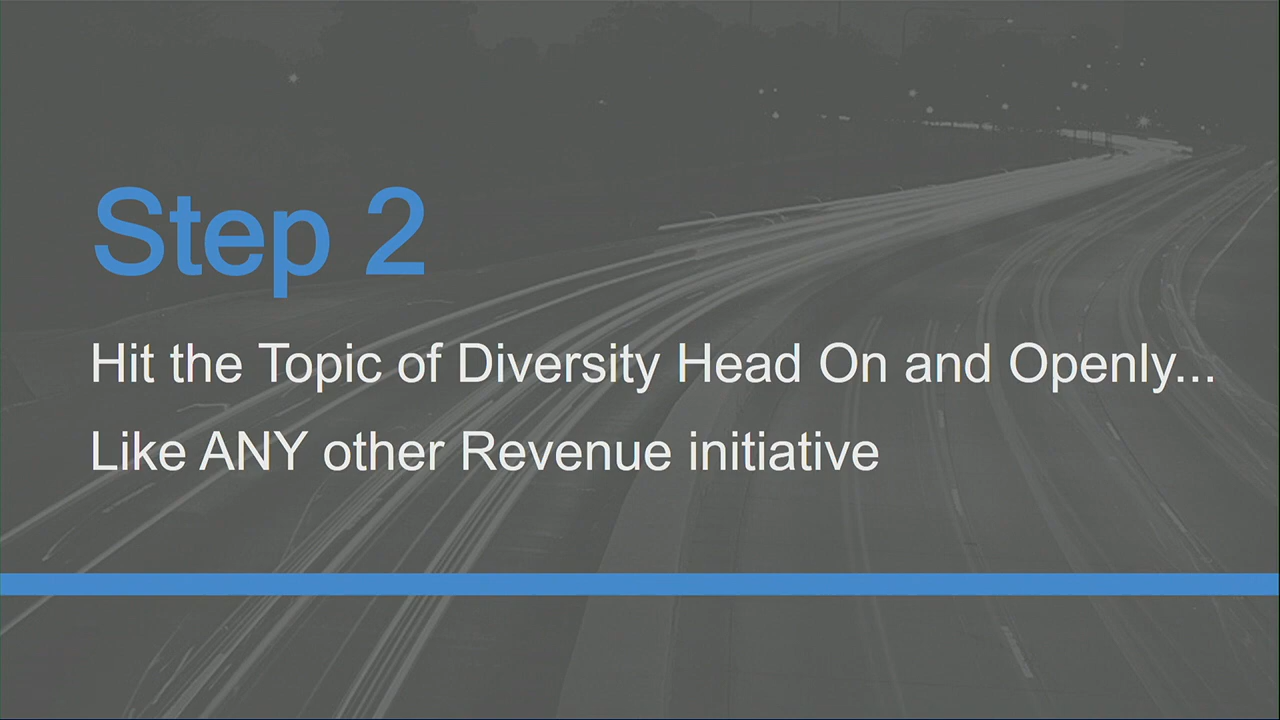 Step 2
Hit the Topic of Diversity Head On and Openly...
Like ANY other Revenue initiative